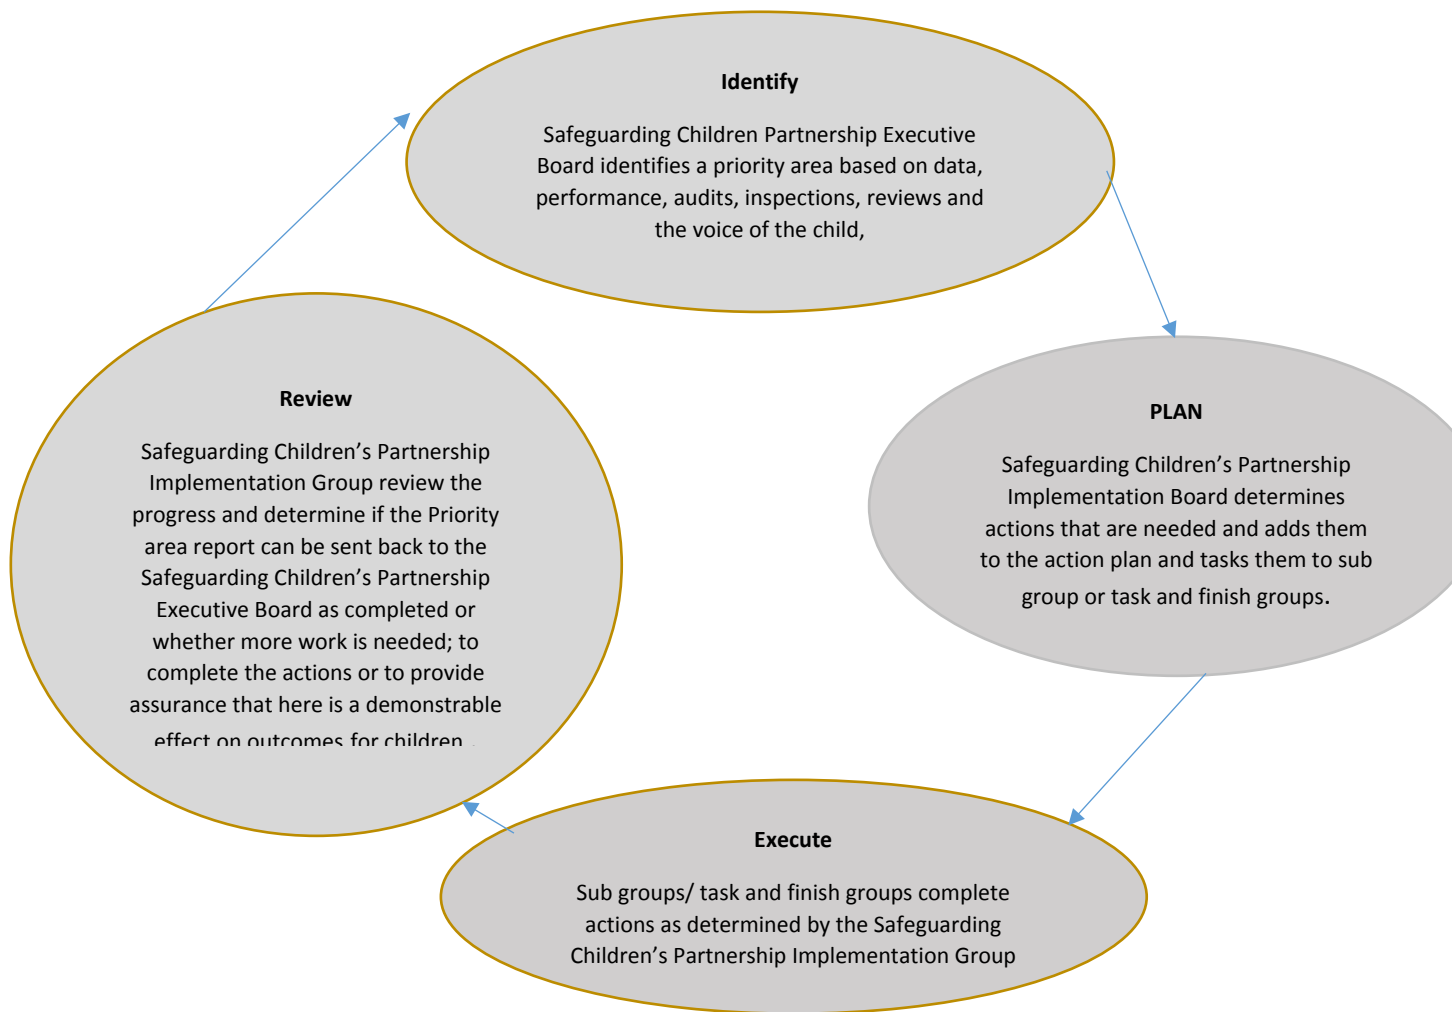 Identify
Safeguarding Children Partnership Executive
Board identifies a priority area based on data,
performance, audits, inspections, reviews and
the voice of the child,
PLAN
Safeguarding Children’s Partnership
Implementation Board determines
actions that are needed and adds them
to the action plan and tasks them to sub
group or task and finish groups.
Execute
Sub groups/ task and finish groups complete
actions as determined by the Safeguarding
Children’s Partnership Implementation Group
Review
Safeguarding Children’s Partnership
Implementation Group review the
progress and determine if the Priority
area report can be sent back to the
Safeguarding Children’s Partnership
Executive Board as completed or
whether more work is needed; to
complete the actions or to provide
assurance that here is a demonstrable
effect on outcomes for children .